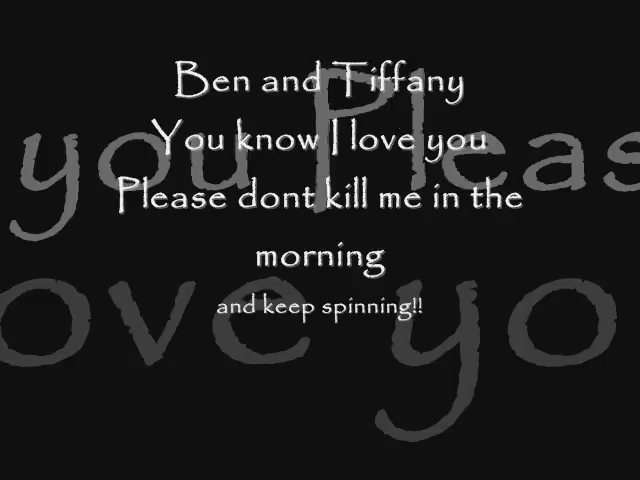 Ben and Tiffany
You know I love you
Please dont kill me in the
morning
and keep spinning!!
you Pleas
ove yo